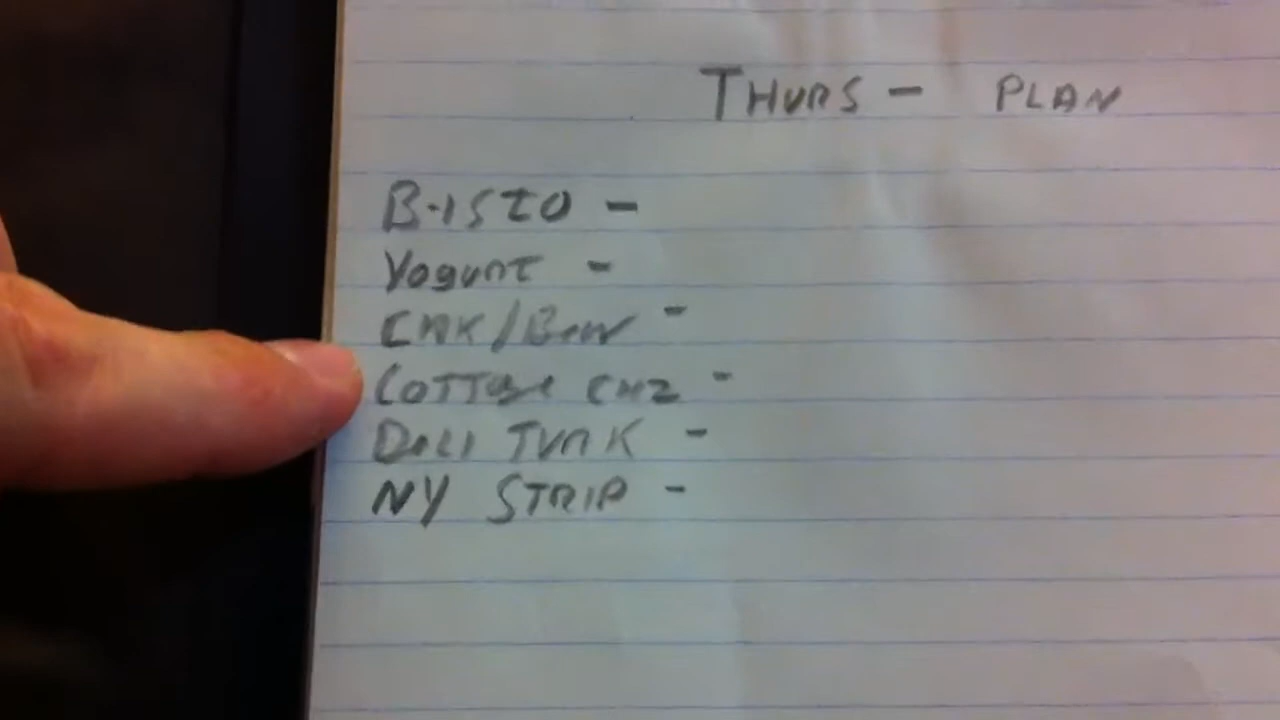 THURS - PLAN
B-ISTO -
Yogurt -
CHK/Brw -
COTTage CHZ -
Deli TURK -
NY STRIP -